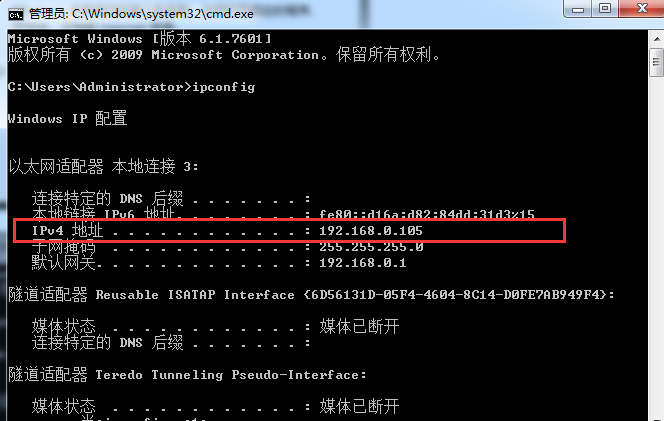 管理员: C:\Windows\system32\cmd.exe
Microsoft Windows [版本 6.1.7601]
版权所有 (c) 2009 Microsoft Corporation。保留所有权利。
C:\Users\Administrator>ipconfig
Windows IP 配置
以太网适配器 本地连接 3:
连接特定的 DNS 后缀 . . . . . . . :
本地链接 IPv6 地址. . . . . . . . : fe80::d16a:d82:84dd:31d3%15
IPv4 地址 . . . . . . . . . . . . : 192.168.0.105
子网掩码 . . . . . . . . . . . . : 255.255.255.0
默认网关. . . . . . . . . . . . . : 192.168.0.1
隧道适配器 Reusable ISATAP Interface {6D56131D-05F4-4604-8C14-D0FE7AB949F4}:
媒体状态 . . . . . . . . . . . . : 媒体已断开
连接特定的 DNS 后缀 . . . . . . . :
隧道适配器 Teredo Tunneling Pseudo-Interface:
媒体状态 . . . . . . . . . . . . : 媒体已断开